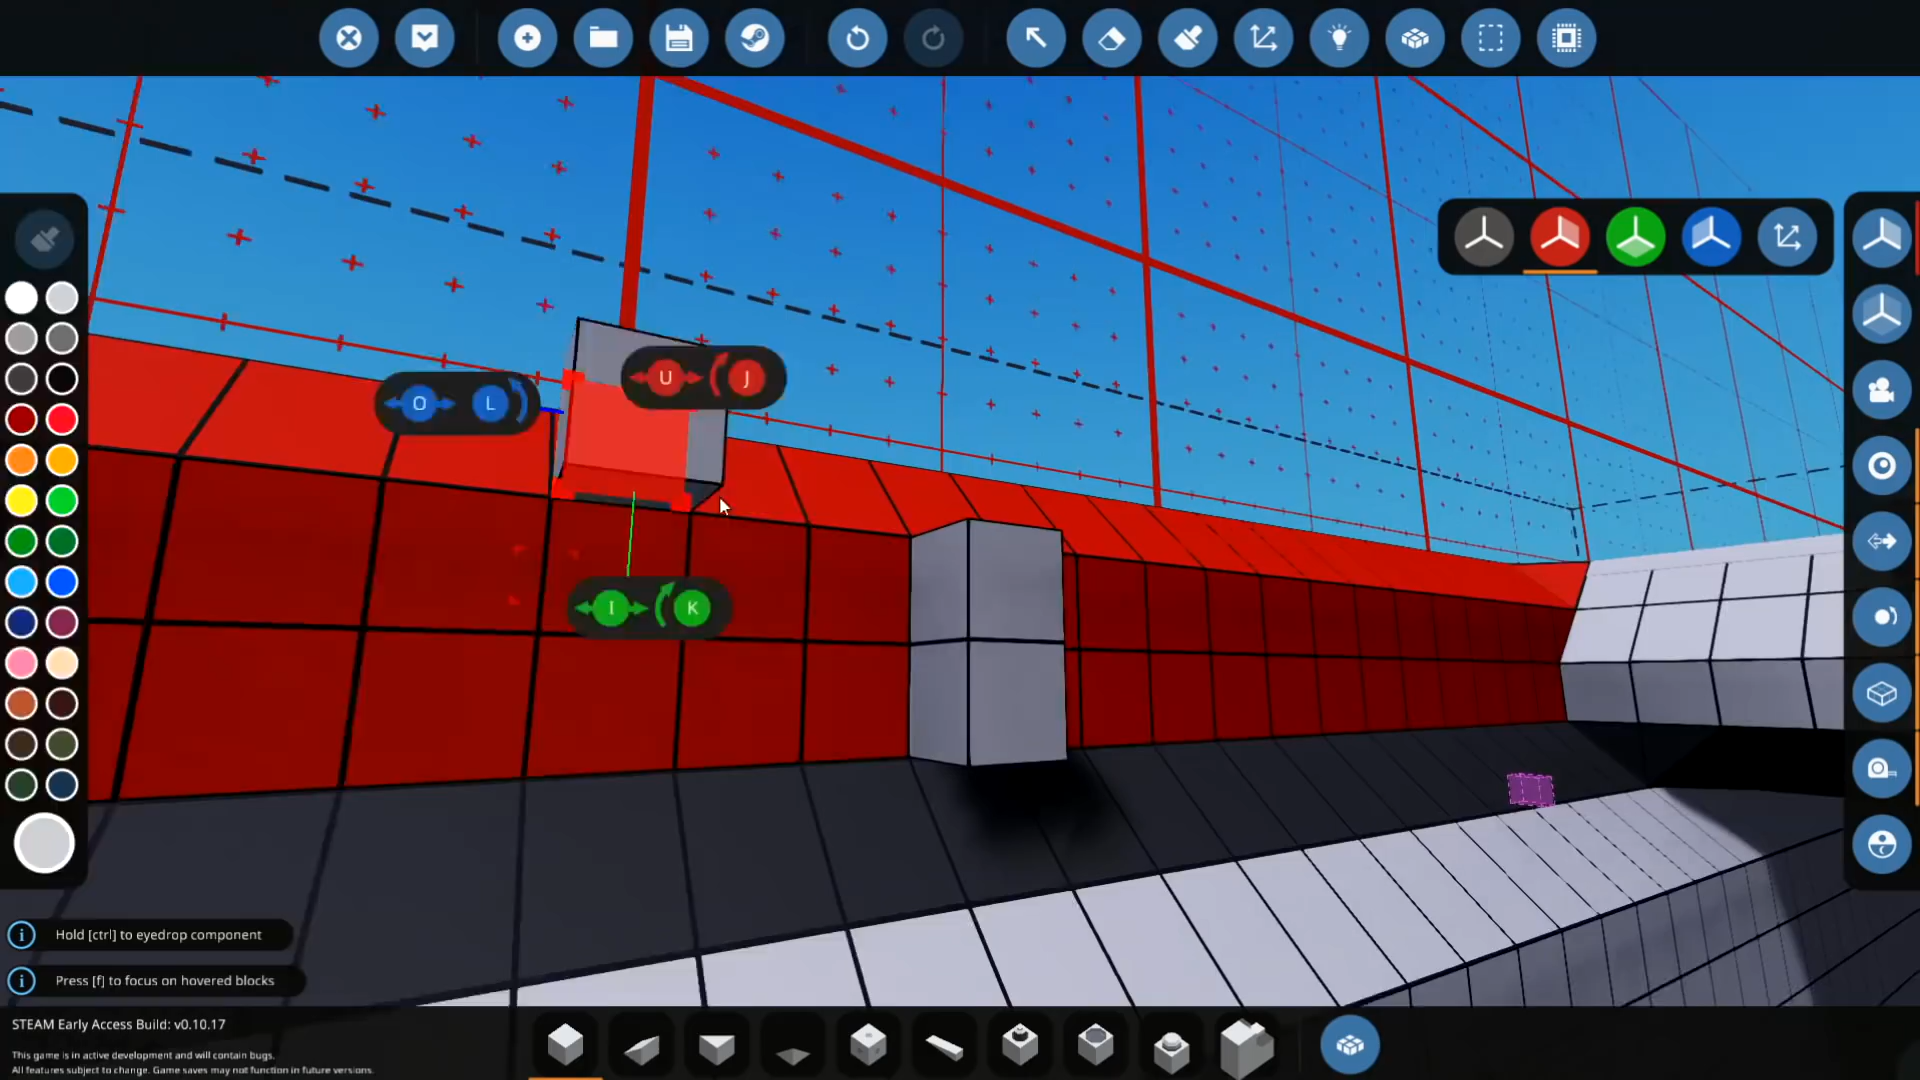 U
J
O
L
I
K
Hold [ctrl] to eyedrop component
Press [f] to focus on hovered blocks
STEAM Early Access Build: v0.10.17
This game is in active development and will contain bugs.
All features subject to change. Game saves may not function in future versions.